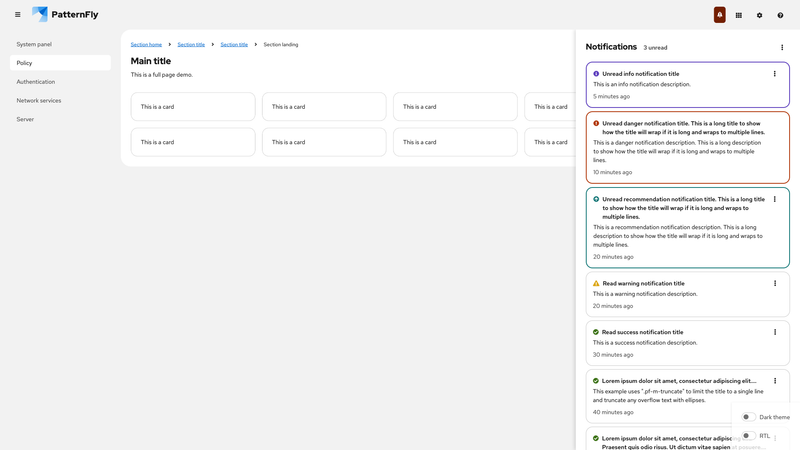 PatternFly
System panel
Policy
Authentication
Network services
Server
Section home
Section title
Section title
Section landing
Main title
This is a full page demo.
This is a card
This is a card
This is a card
This is a card
This is a card
This is a card
This is a card
This is a card
Notifications 3 unread
Unread info notification title
This is an info notification description.
5 minutes ago
Unread danger notification title. This is a long title to show
how the title will wrap if it is long and wraps to multiple lines.
This is a danger notification description. This is a long description
to show how the title will wrap if it is long and wraps to multiple
lines.
10 minutes ago
Unread recommendation notification title. This is a long title
to show how the title will wrap if it is long and wraps to
multiple lines.
This is a recommendation notification description. This is a long
description to show how the title will wrap if it is long and wraps to
multiple lines.
20 minutes ago
Read warning notification title
This is a warning notification description.
20 minutes ago
Read success notification title
This is a success notification description.
30 minutes ago
Lorem ipsum dolor sit amet, consectetur adipiscing elit....
This example uses ".pf-m-truncate" to limit the title to a single line
and truncate any overflow text with ellipses.
40 minutes ago
Lorem ipsum dolor sit amet, consectetur adipiscing
Praesent quis odio risus. Ut dictum vitae sapien
Dark theme
RTL